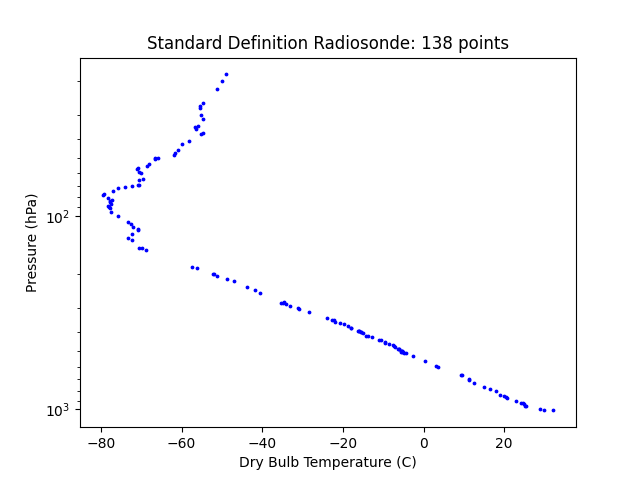 Standard Definition Radiosonde: 138 points
Pressure (hPa)
10²
10³
−80
−60
−40
−20
0
20
Dry Bulb Temperature (C)